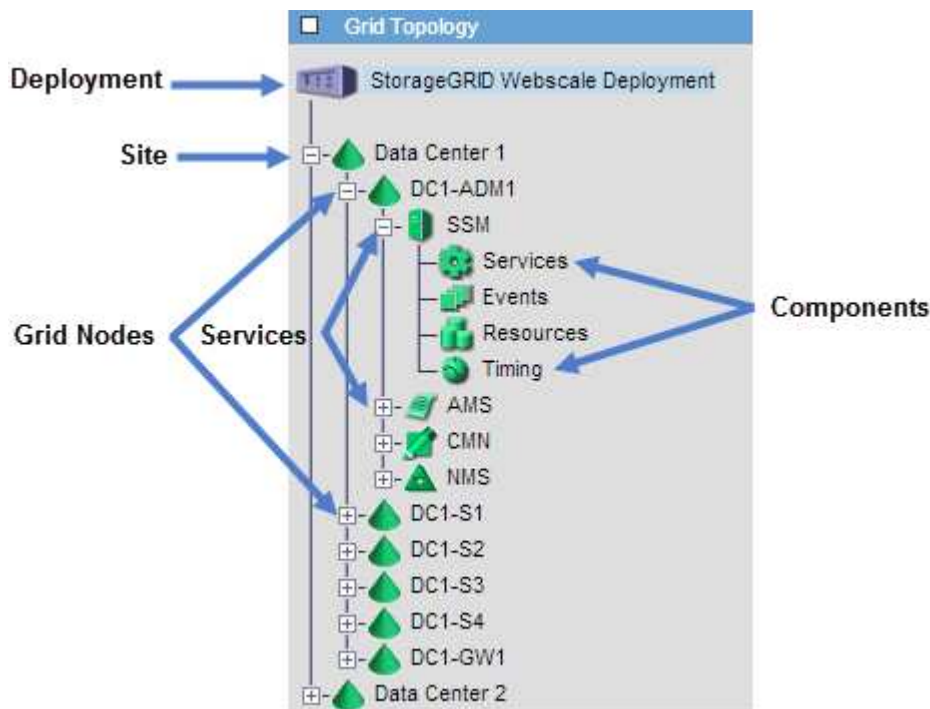 Grid Topology
Deployment
StorageGRID Webscale Deployment
Site
Data Center 1
DC1-ADM1
SSM
Services
Events
Components
Grid Nodes
Services
Resources
Timing
AMS
CMN
NMS
DC1-S1
DC1-S2
DC1-S3
DC1-S4
DC1-GW1
Data Center 2